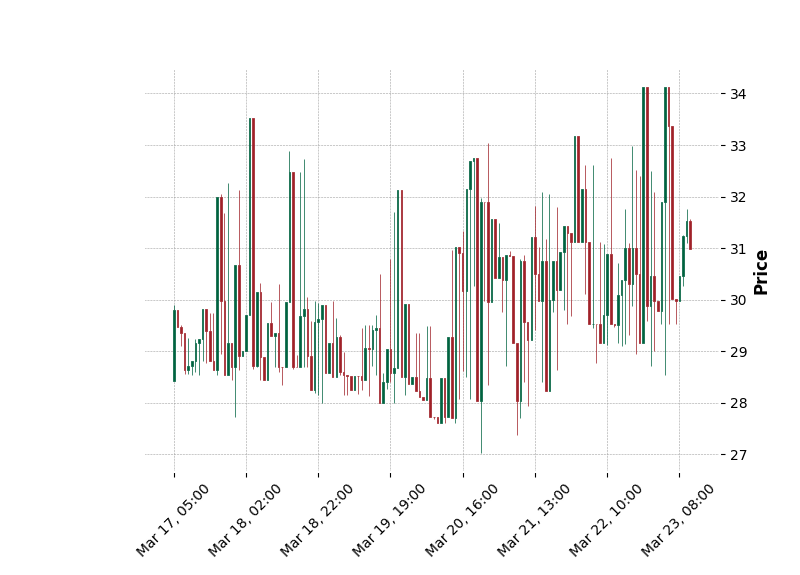 34
33
32
31
30
29
28
27
Price
Mar 17, 05:00
Mar 18, 02:00
Mar 18, 22:00
Mar 19, 19:00
Mar 20, 16:00
Mar 21, 13:00
Mar 22, 10:00
Mar 23, 08:00